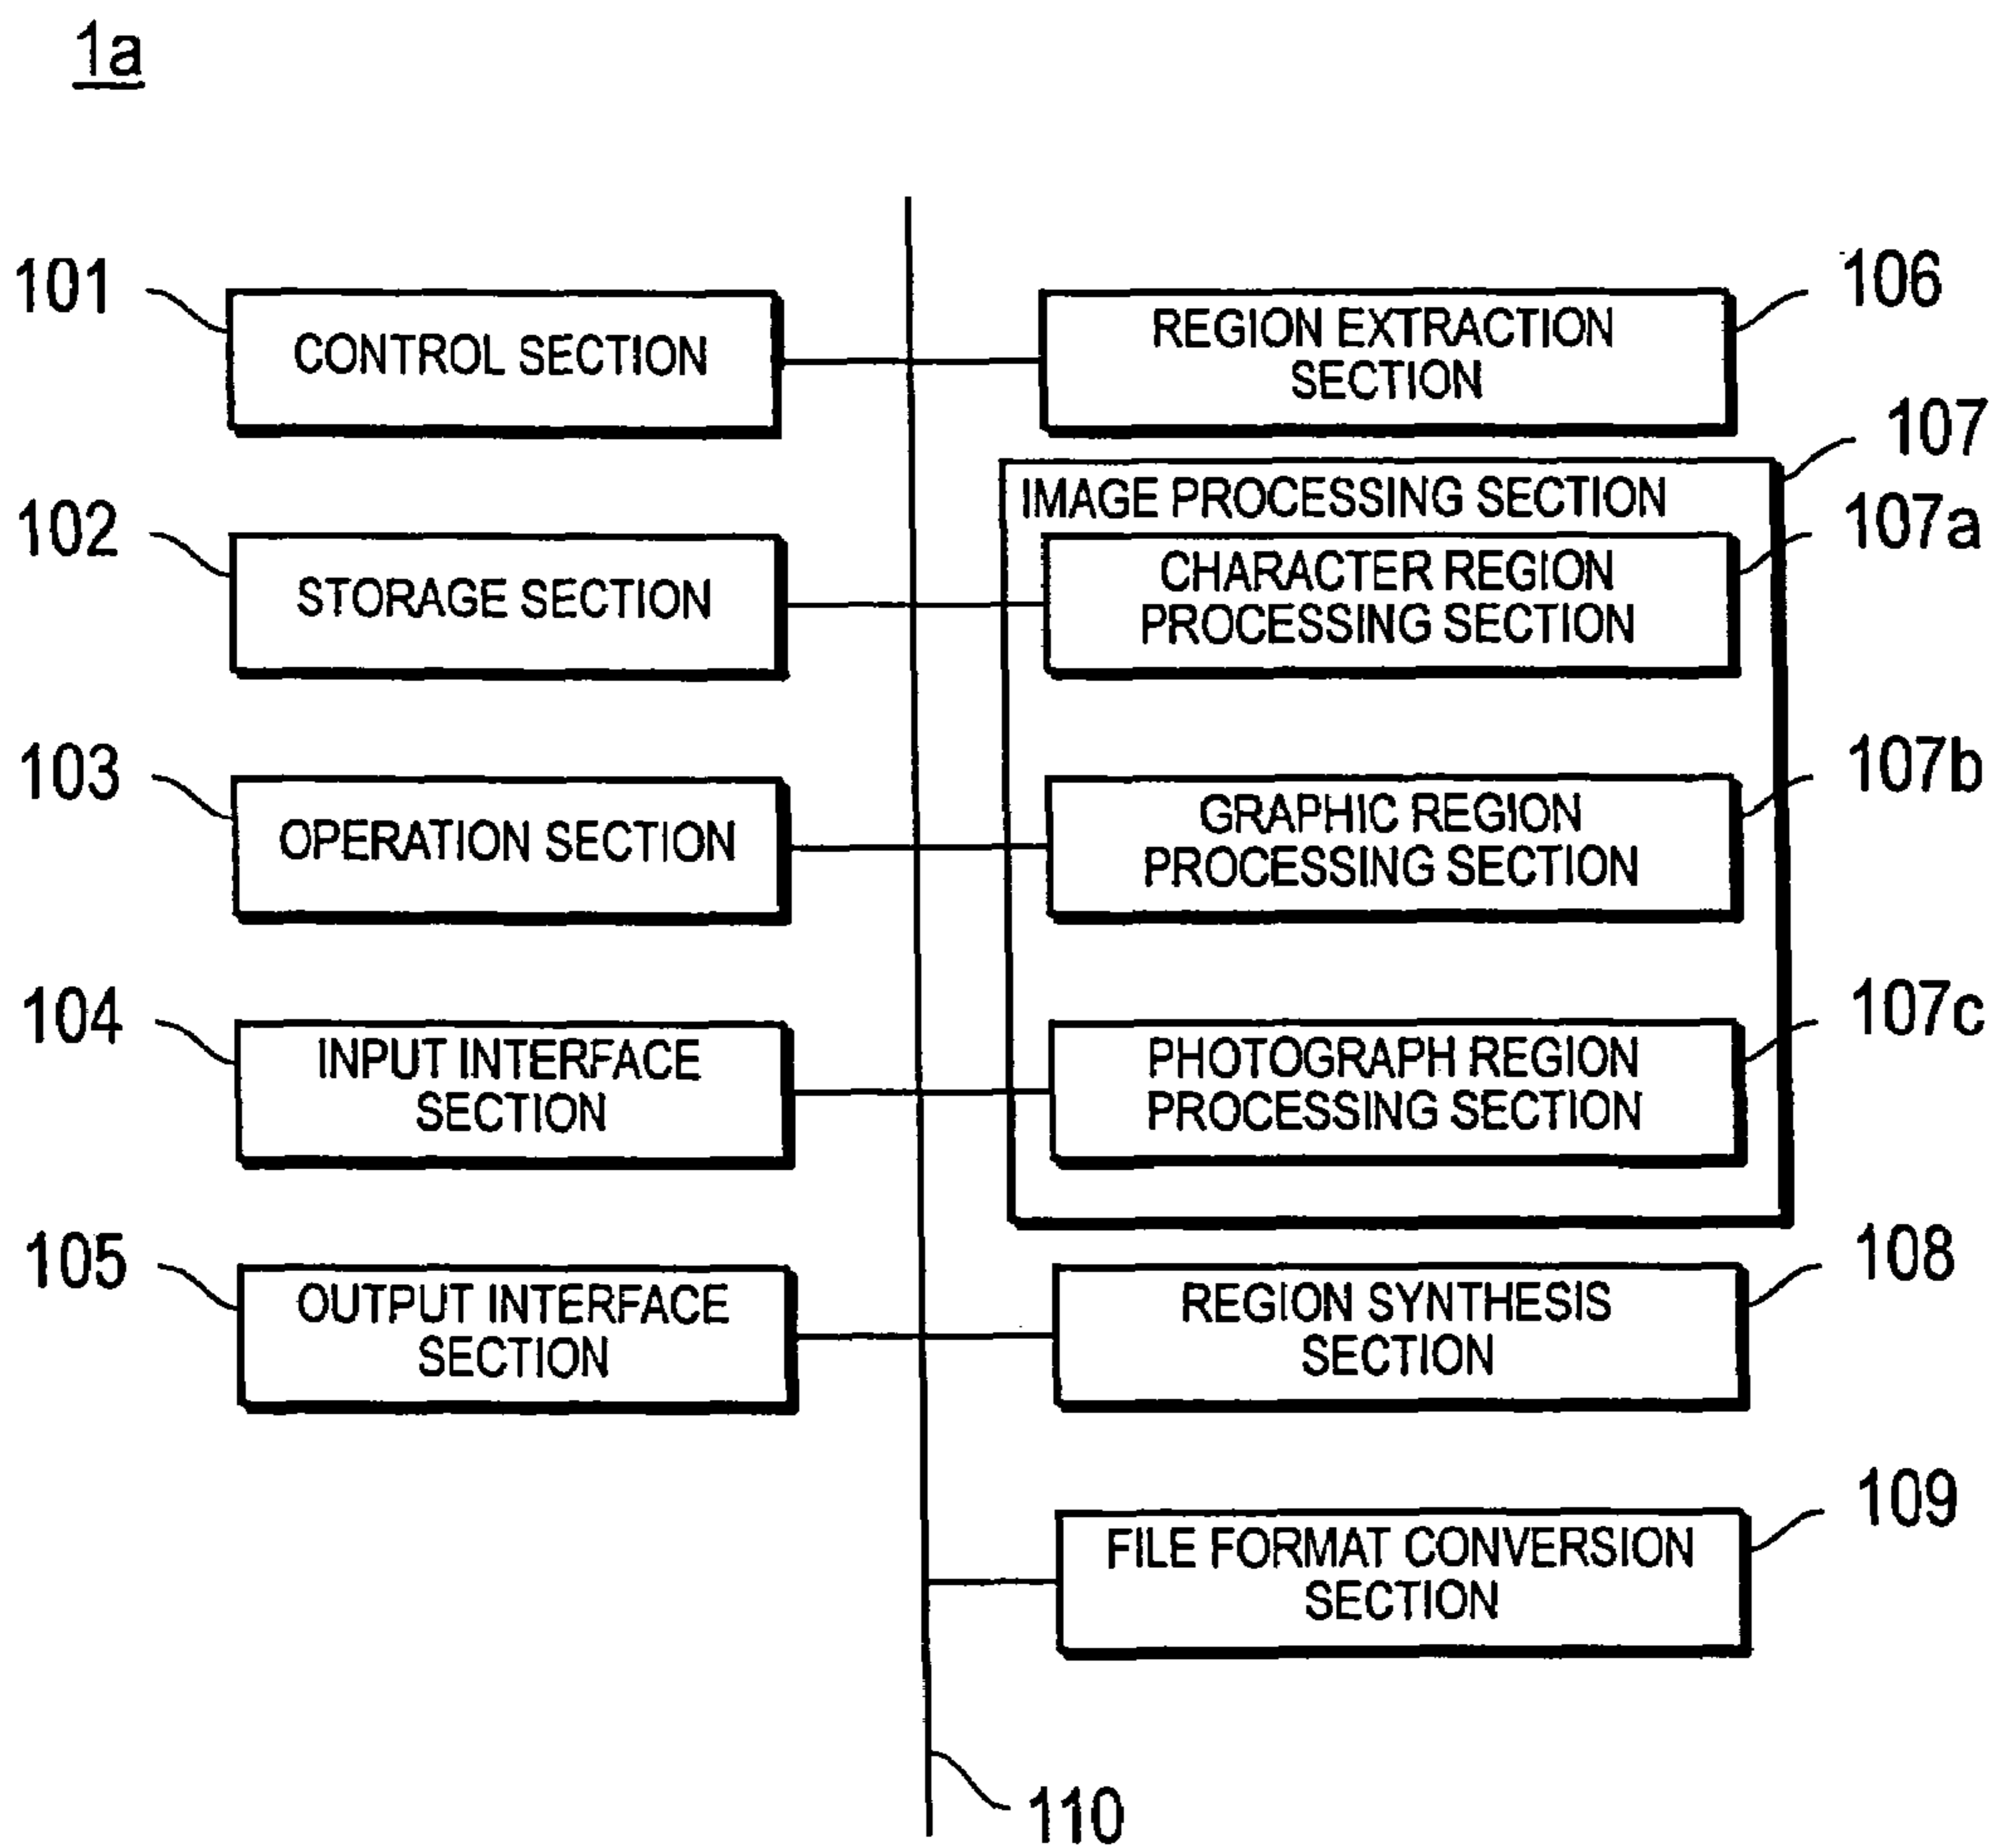 1a
101
CONTROL SECTION
106
REGION EXTRACTION
SECTION
107
IMAGE PROCESSING SECTION
102
STORAGE SECTION
107a
CHARACTER REGION
PROCESSING SECTION
103
OPERATION SECTION
107b
GRAPHIC REGION
PROCESSING SECTION
104
INPUT INTERFACE
SECTION
107c
PHOTOGRAPH REGION
PROCESSING SECTION
105
OUTPUT INTERFACE
SECTION
108
REGION SYNTHESIS
SECTION
109
FILE FORMAT CONVERSION
SECTION
110